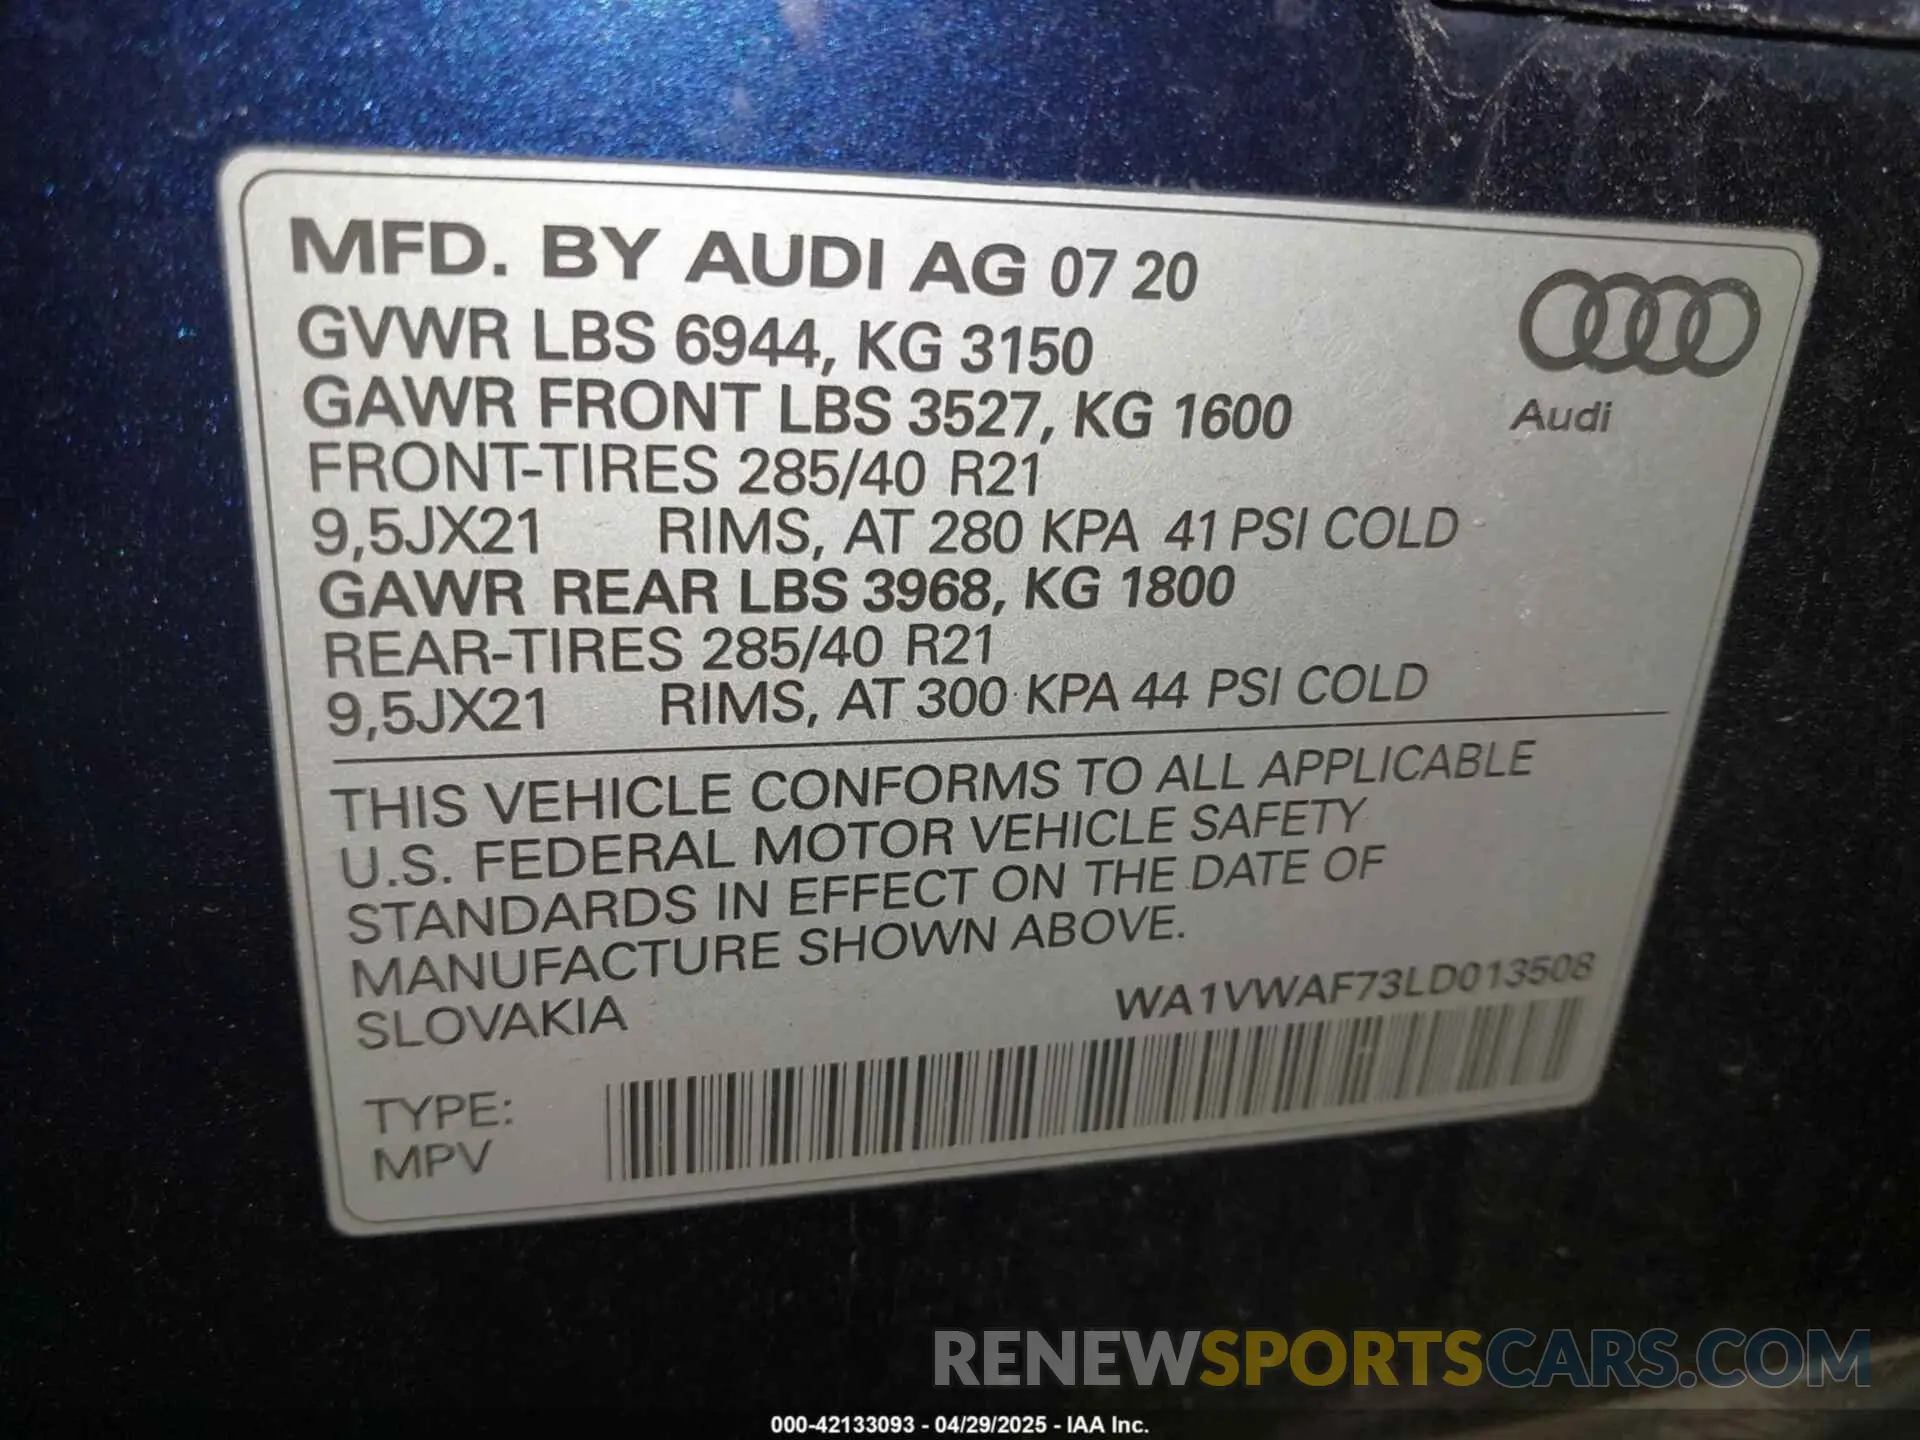 MFD. BY AUDI AG 07 20
GVWR LBS 6944, KG 3150
GAWR FRONT LBS 3527, KG 1600
FRONT-TIRES 285/40 R21
9,5JX21 RIMS, AT 280 KPA 41 PSI COLD
GAWR REAR LBS 3968, KG 1800
REAR-TIRES 285/40 R21
9,5JX21 RIMS, AT 300 KPA 44 PSI COLD
Audi
THIS VEHICLE CONFORMS TO ALL APPLICABLE
U.S. FEDERAL MOTOR VEHICLE SAFETY
STANDARDS IN EFFECT ON THE DATE OF
MANUFACTURE SHOWN ABOVE.
SLOVAKIA
WA1VWAF73LD013508
TYPE:
MPV
RENEWSPORTSCARS.COM
000-42133093 - 04/29/2025 - IAA Inc.